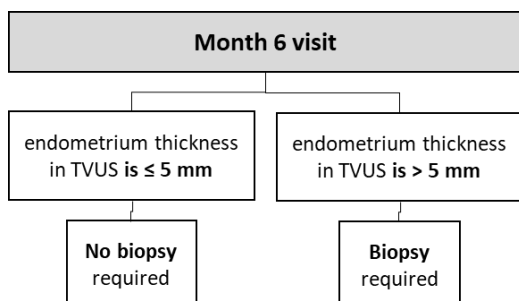 Month 6 visit
endometrium thickness
in TVUS is ≤ 5 mm
endometrium thickness
in TVUS is > 5 mm
No biopsy
required
Biopsy
required